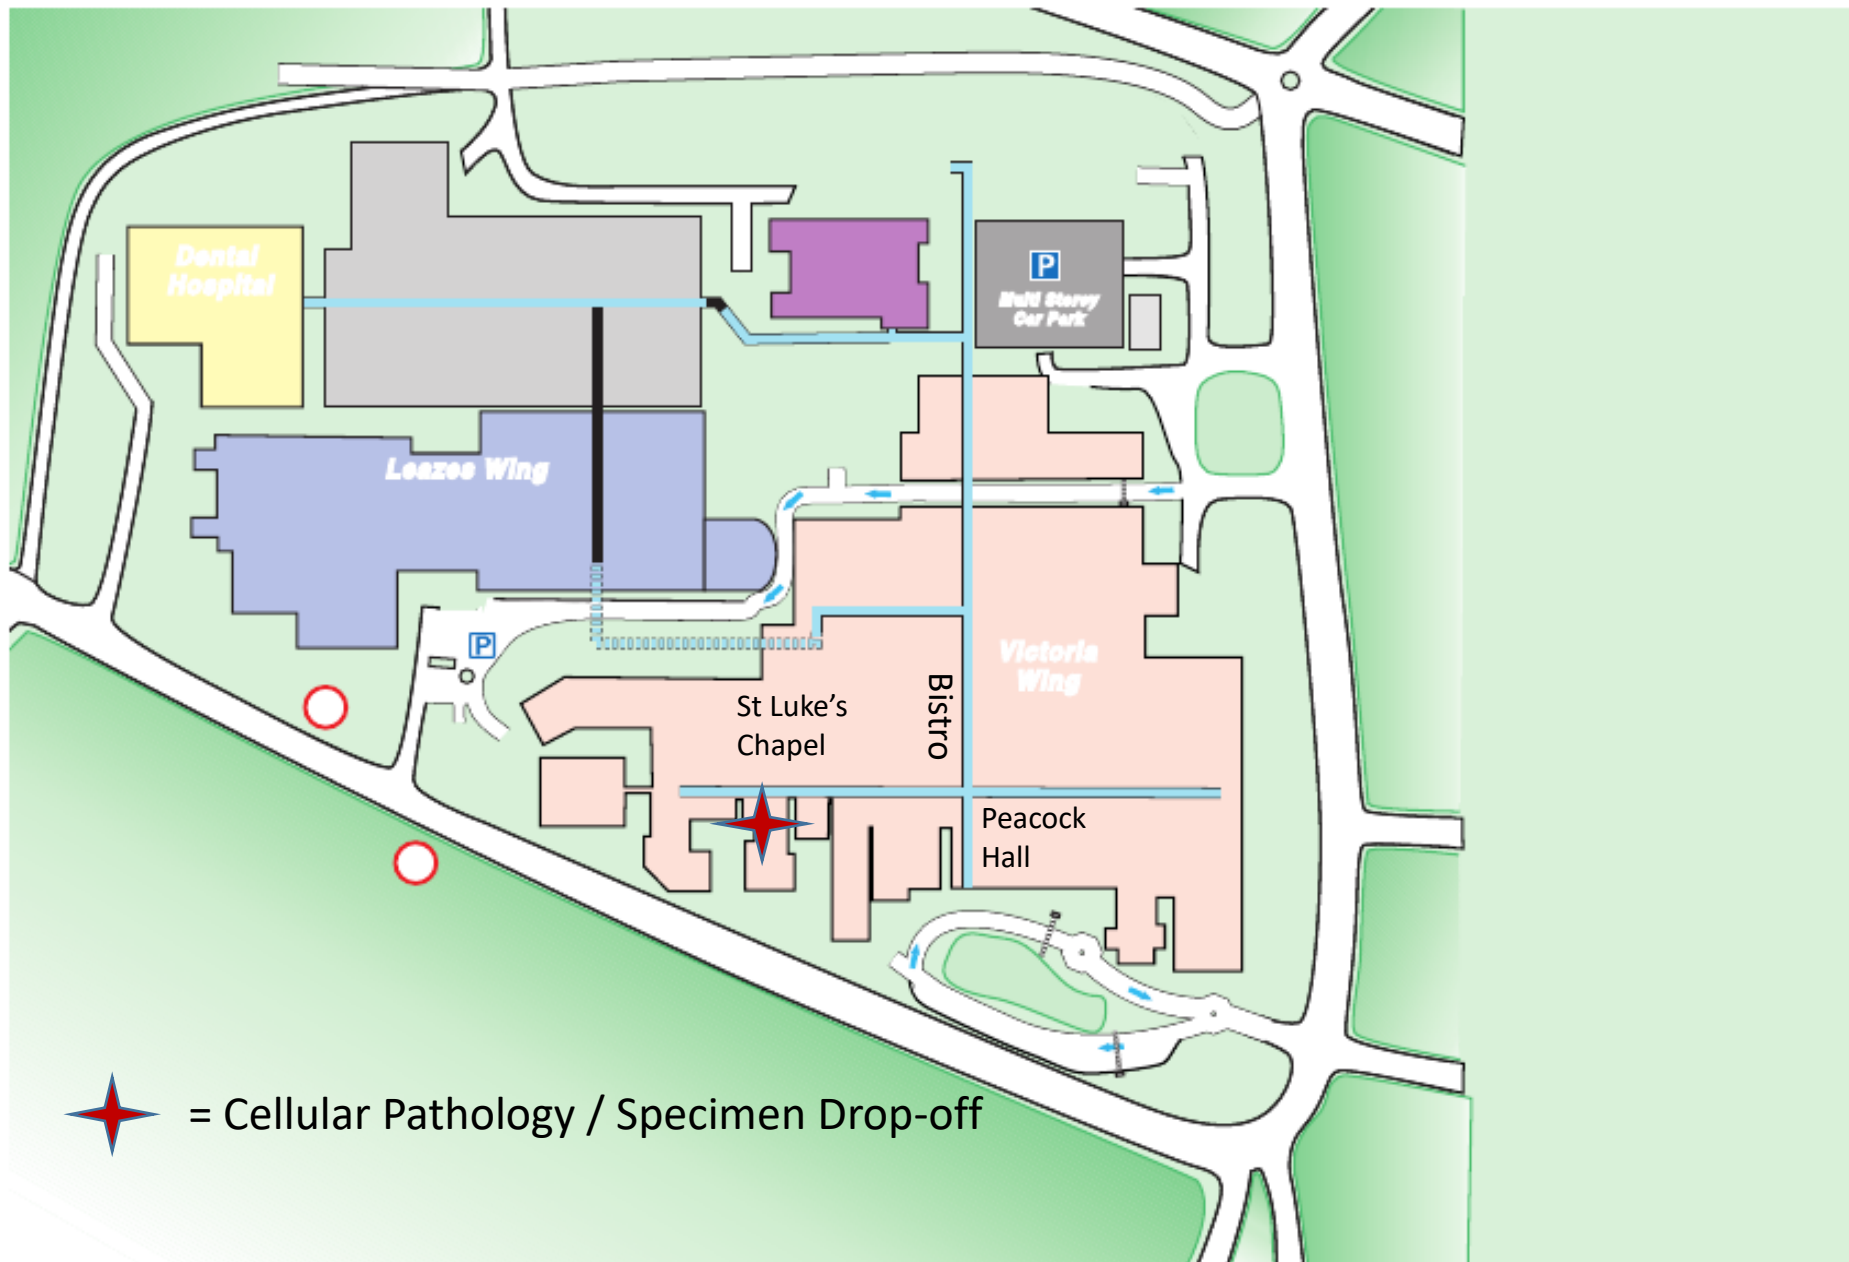 Dental
Hospital
P
Multi Storey
Car Park
Leazes Wing
P
Victoria
Wing
Bistro
St Luke’s
Chapel
Peacock
Hall
= Cellular Pathology / Specimen Drop-off